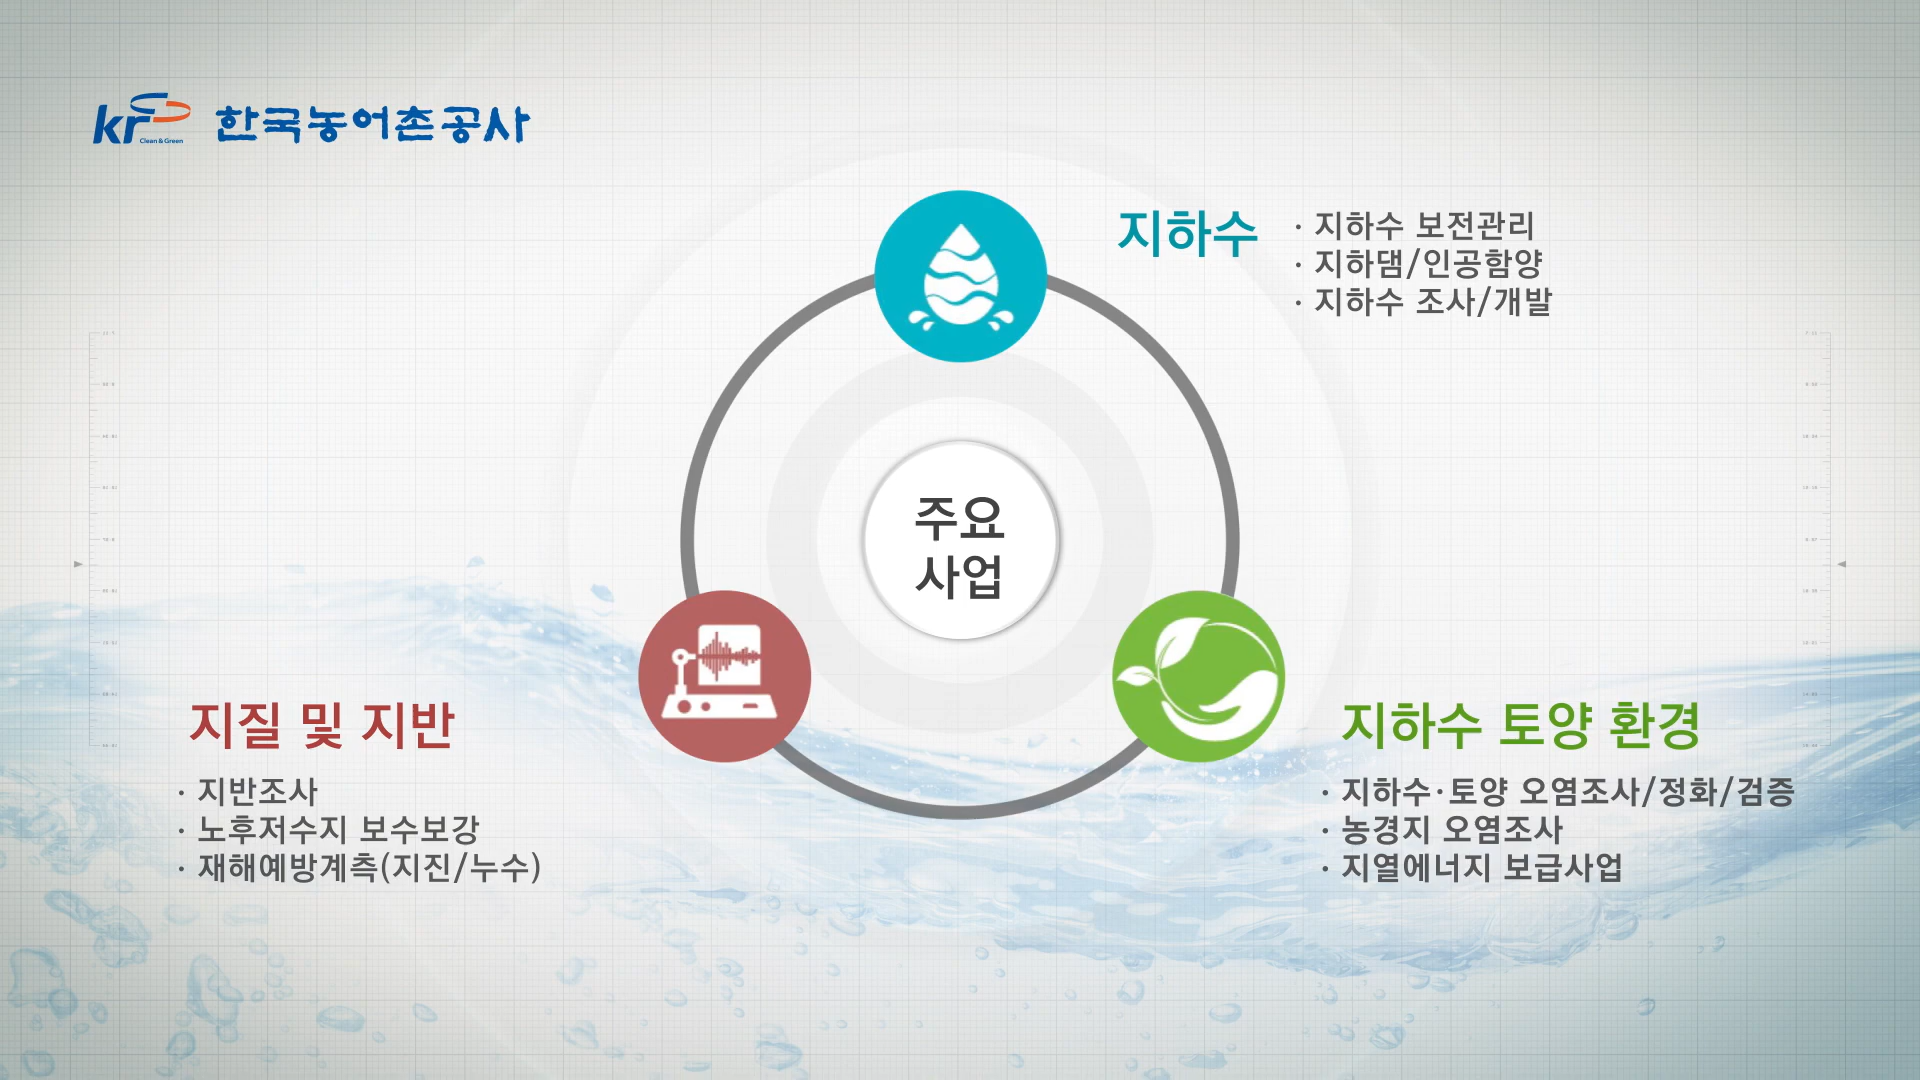 kr
Clean & Green
한국농어촌공사
지하수
· 지하수 보전관리
· 지하댐/인공함양
· 지하수 조사/개발
주요
사업
지질 및 지반
· 지반조사
· 노후저수지 보수보강
· 재해예방계측(지진/누수)
지하수 토양 환경
· 지하수·토양 오염조사/정화/검증
· 농경지 오염조사
· 지열에너지 보급사업